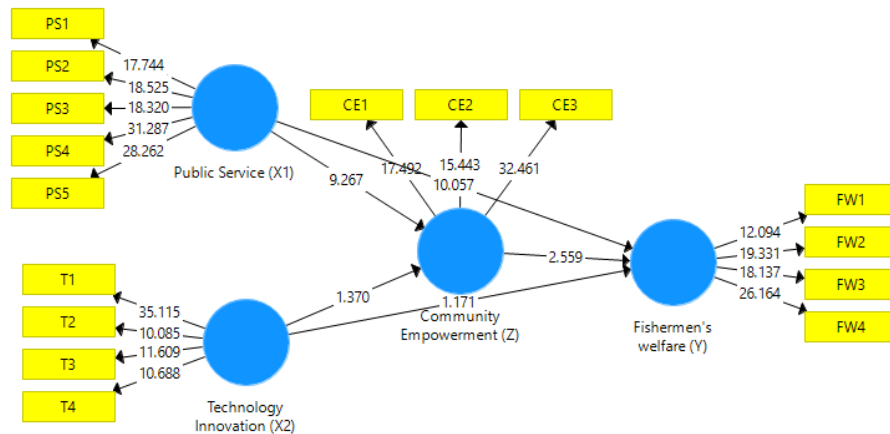 PS1
PS2
PS3
PS4
PS5
17.744
18.525
18.320
31.287
28.262
Public Service (X1)
CE1
CE2
CE3
17.492
15.443
32.461
10.057
9.267
FW1
FW2
FW3
FW4
12.094
19.331
18.137
26.164
2.559
T1
T2
T3
T4
35.115
10.085
11.609
10.688
1.370
1.171
Community
Empowerment (Z)
Fishermen's
welfare (Y)
Technology
Innovation (X2)